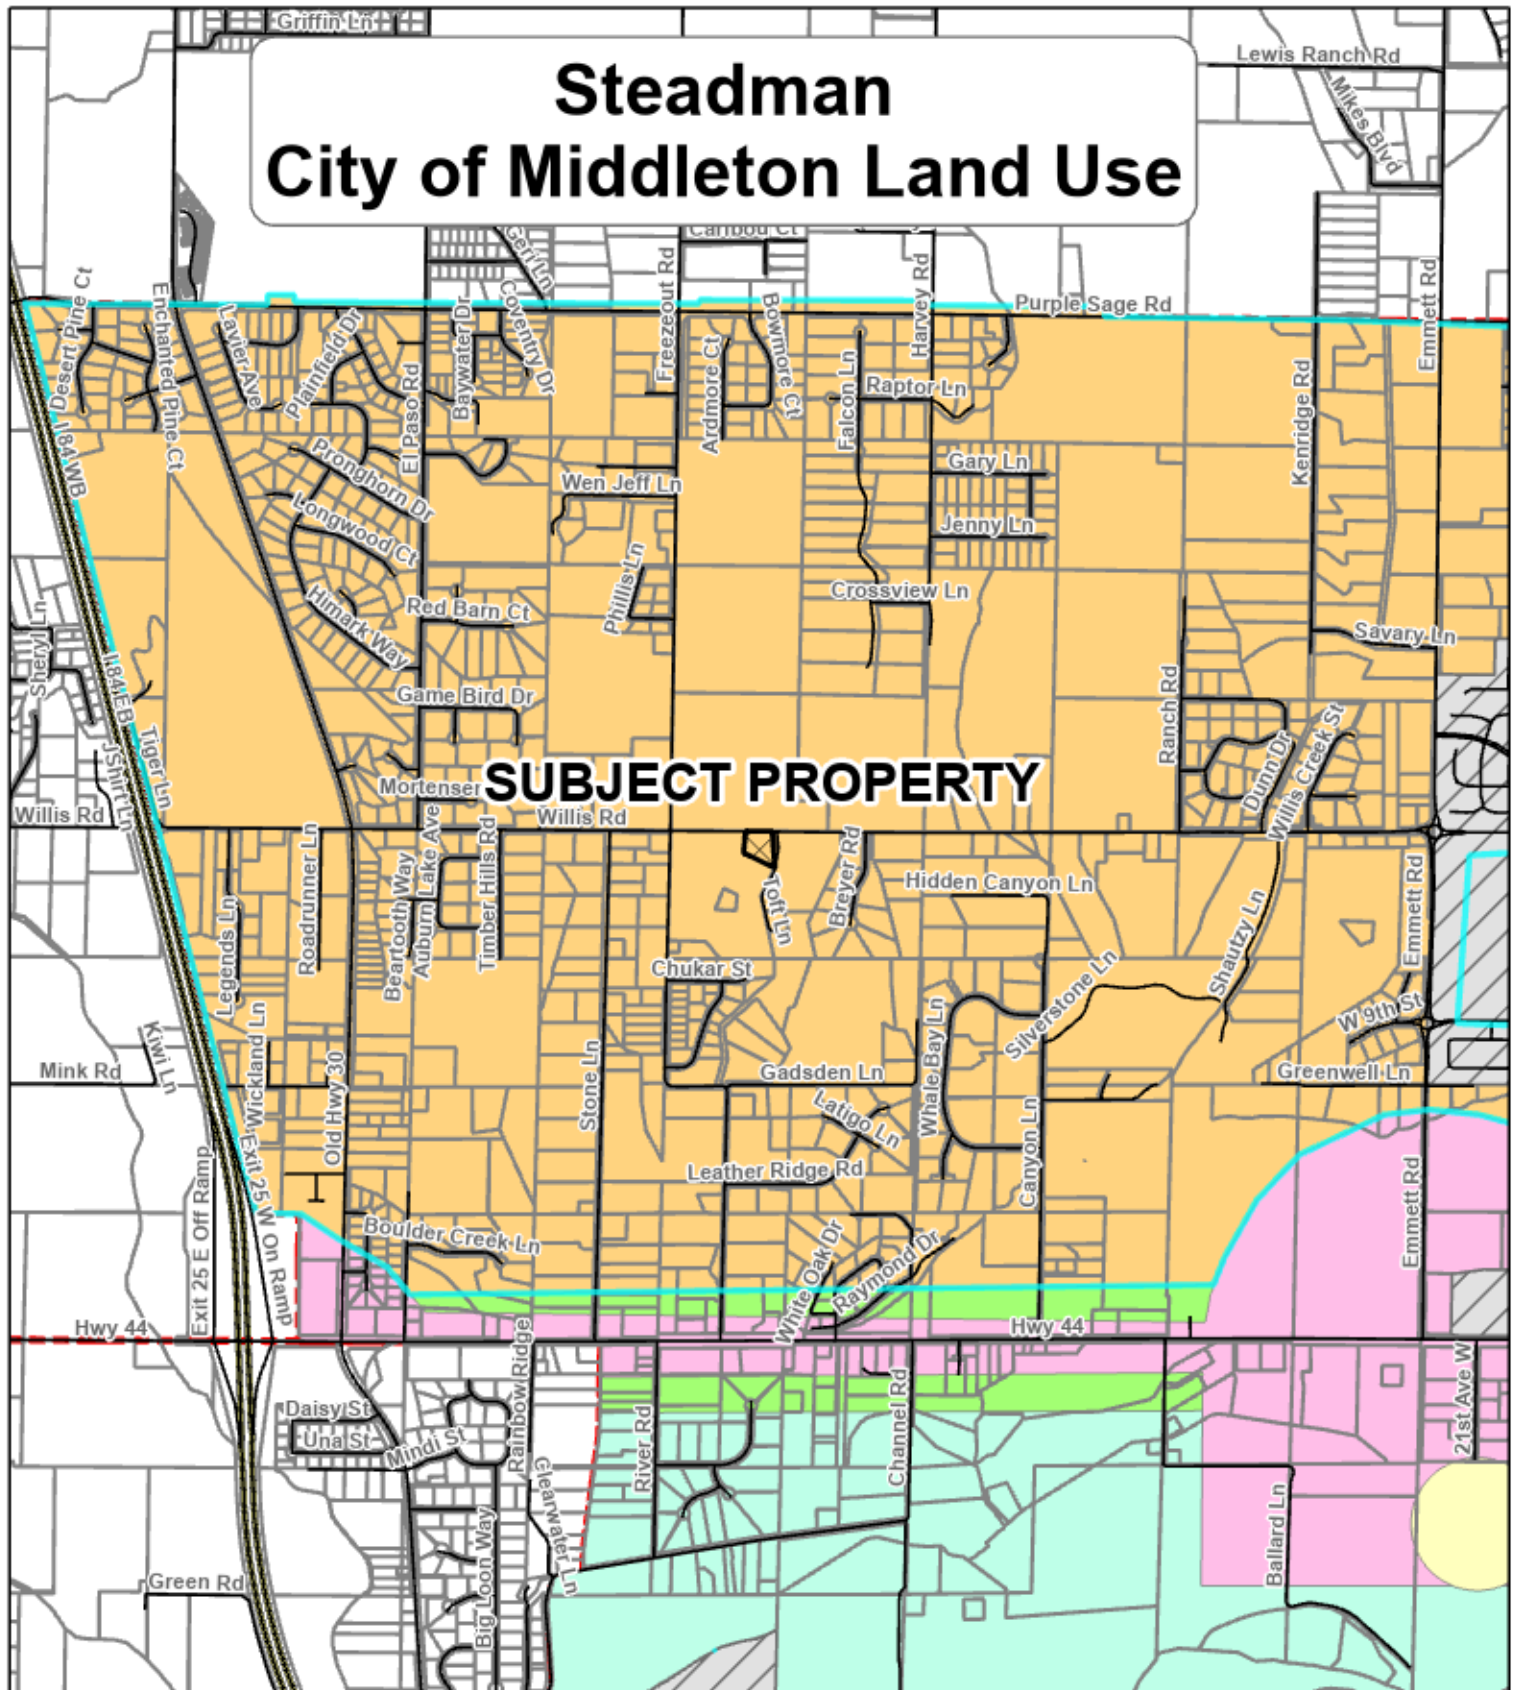 Griffin Ln
Steadman
City of Middleton Land Use
Lewis Ranch Rd
Mikes Blvd
Geri Ln
Caribou Ct
Purple Sage Rd
Desert Pine Ct
Enchanted Pine Ct
Lavier Ave
Plainfield Dr
El Paso Rd
Baywater Dr
Coventry Dr
Freezeout Rd
Ardmore Ct
Bowmore Ct
Falcon Ln
Harvey Rd
Raptor Ln
Kenridge Rd
Emmett Rd
I 84 WB
Pronghorn Dr
Longwood Ct
Wen Jeff Ln
Gary Ln
Jenny Ln
Himark Way
Red Barn Ct
Phillis Ln
Crossview Ln
Savary Ln
Sheryl Ln
I 84 EB
Game Bird Dr
Ranch Rd
Dunn Dr
Willis Creek St
Tiger Ln
JShirt Ln
Mortensen
SUBJECT PROPERTY
Willis Rd
Willis Rd
Legends Ln
Roadrunner Ln
Beartooth Way
Auburn Lake Ave
Timber Hills Rd
Toft Ln
Breyer Rd
Hidden Canyon Ln
Shautzy Ln
Emmett Rd
Chukar St
Silverstone Ln
W 9th St
Kiwi Ln
Mink Rd
Wickland Ln
Old Hwy 30
Stone Ln
Gadsden Ln
Whale Bay Ln
Greenwell Ln
Latigo Ln
Canyon Ln
Leather Ridge Rd
Exit 25 E Off Ramp
Exit 25 W On Ramp
Boulder Creek Ln
White Oak Dr
Raymond Dr
Emmett Rd
Hwy 44
Hwy 44
Daisy St
Una St
Mindi St
Rainbow Ridge
River Rd
Channel Rd
21st Ave W
Clearwater Ln
Big Loon Way
Green Rd
Ballard Ln